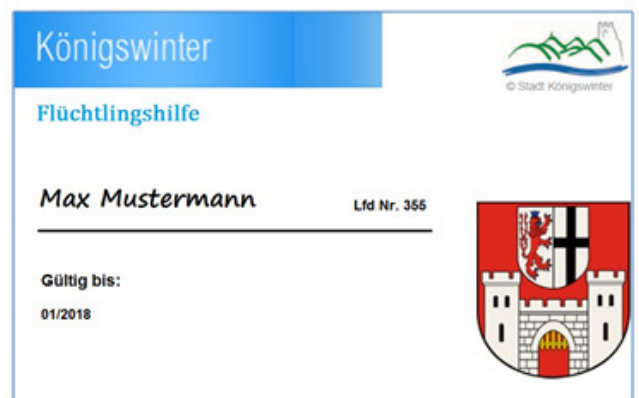 Königswinter
© Stadt Königswinter
Flüchtlingshilfe
Max Mustermann
Lfd Nr. 355
Gültig bis:
01/2018